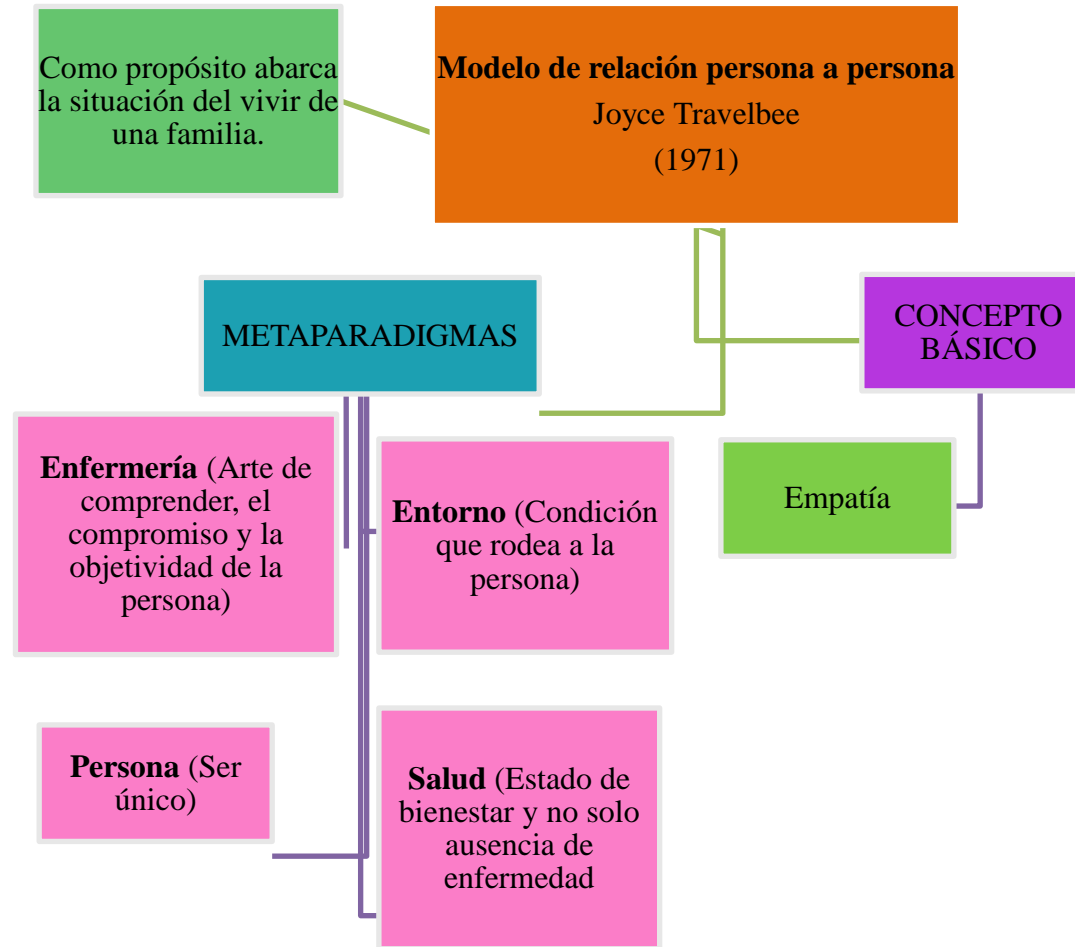 Como propósito abarca
la situación del vivir de
una familia.
Modelo de relación persona a persona
Joyce Travelbee
(1971)
METAPARADIGMAS
CONCEPTO
BÁSICO
Enfermería (Arte de
comprender, el
compromiso y la
objetividad de la
persona)
Entorno (Condición
que rodea a la
persona)
Empatía
Persona (Ser
único)
Salud (Estado de
bienestar y no solo
ausencia de
enfermedad